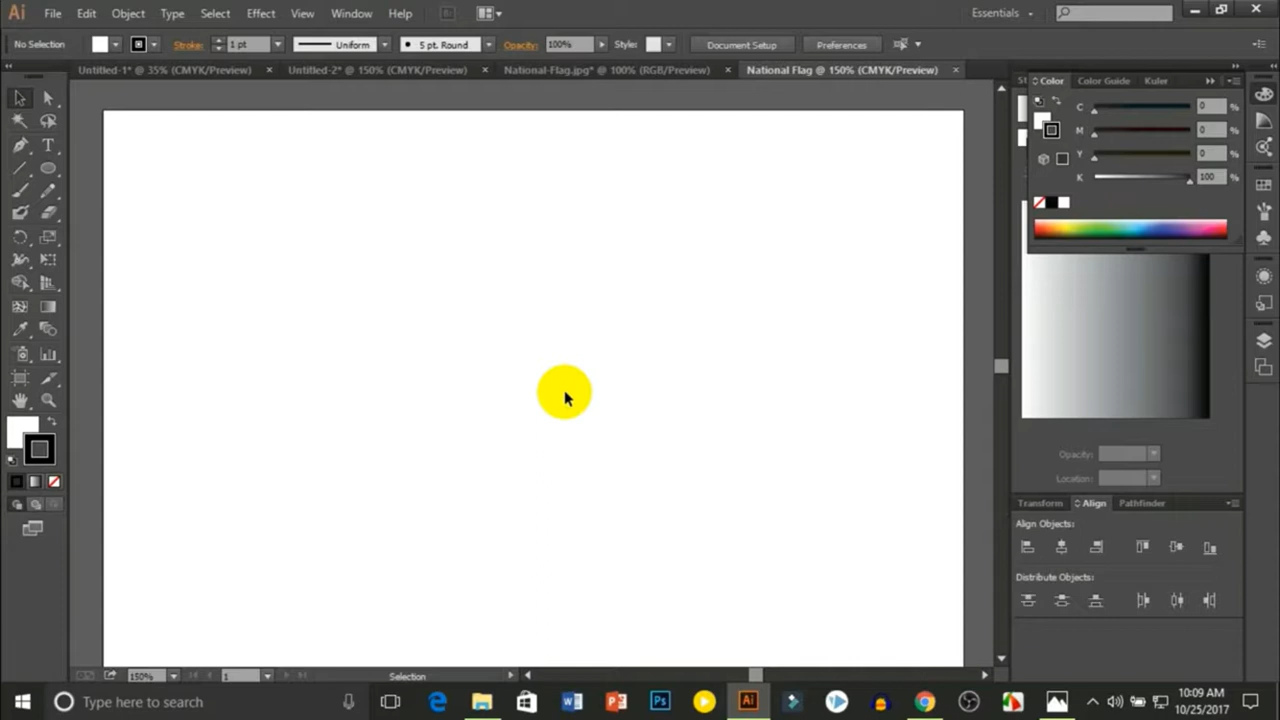 Ai File Edit Object Type Select Effect View Window Help Br Essentials
No Selection Stroke: 1 pt Uniform 5 pt. Round Opacity: 100% Style: Document Setup Preferences
Untitled-1* @ 35% (CMYK/Preview) × Untitled-2* @ 150% (CMYK/Preview) × National-Flag.jpg* @ 100% (RGB/Preview) × National Flag @ 150% (CMYK/Preview) ×
Color Color Guide Kuler
C 0 %
M 0 %
Y 0 %
K 100 %
Opacity:
Location:
Transform Align Pathfinder
Align Objects:
Distribute Objects:
150% 1 Selection
Type here to search
10:09 AM
10/25/2017